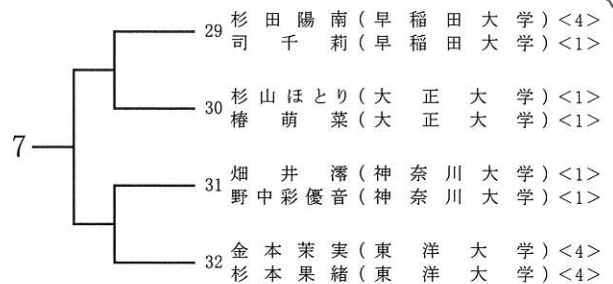 29 杉田陽南(早稲田大学)<4>
司千莉(早稲田大学)<1>
30 杉山ほとり(大正大学)<1>
椿萌菜(大正大学)<1>
7
31 畑井澪(神奈川大学)<1>
野中彩優音(神奈川大学)<1>
32 金本茉実(東洋大学)<4>
杉本果緒(東洋大学)<4>